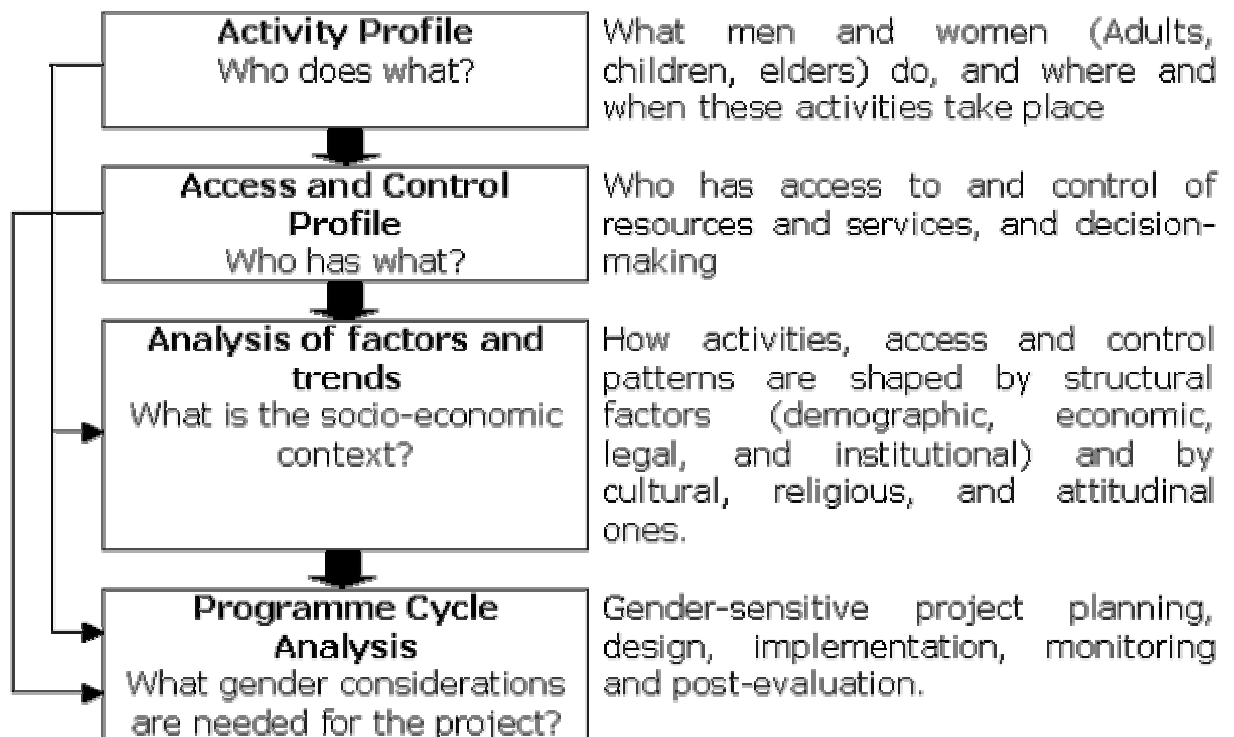 Activity Profile
Who does what?
What men and women (Adults,
children, elders) do, and where and
when these activities take place
Access and Control
Profile
Who has what?
Who has access to and control of
resources and services, and decision-
making
Analysis of factors and
trends
What is the socio-economic
context?
How activities, access and control
patterns are shaped by structural
factors (demographic, economic,
legal, and institutional) and by
cultural, religious, and attitudinal
ones.
Programme Cycle
Analysis
What gender considerations
are needed for the project?
Gender-sensitive project planning,
design, implementation, monitoring
and post-evaluation.